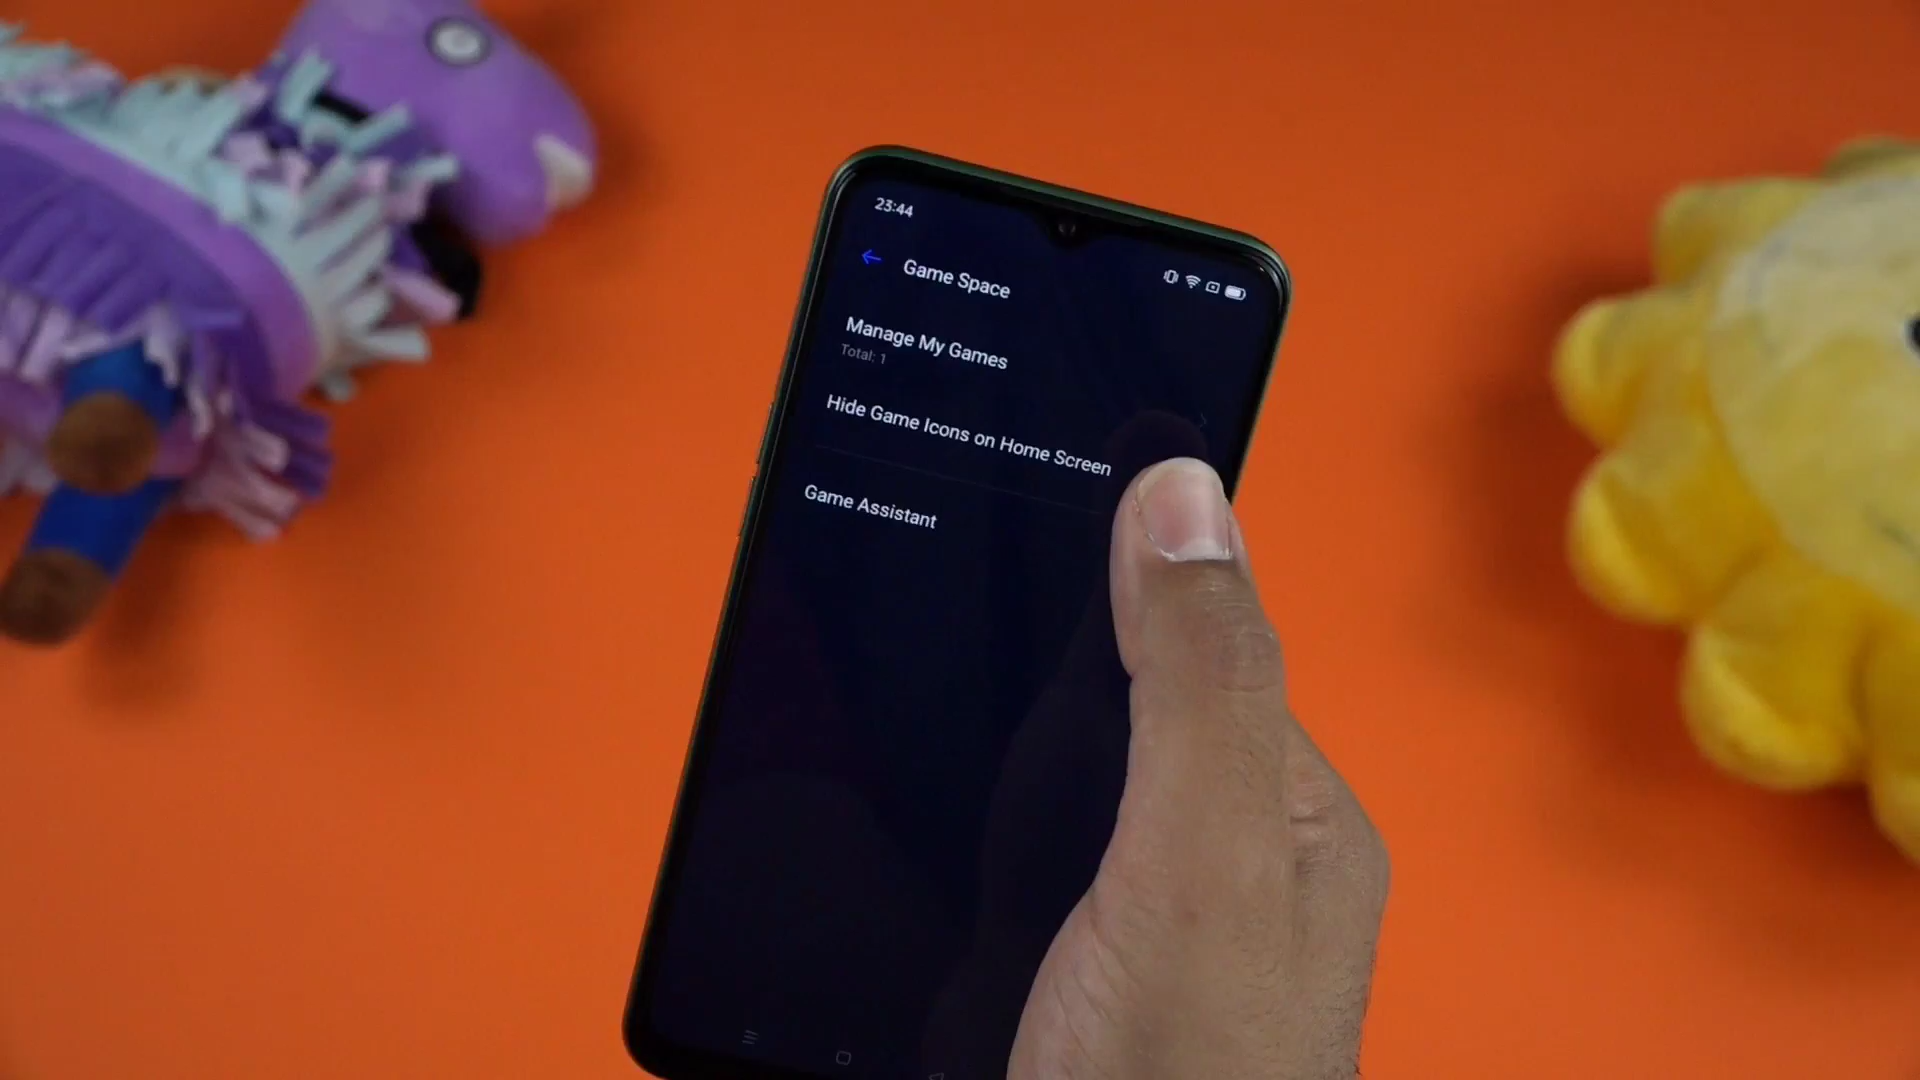 23:44
Game Space
Manage My Games
Total: 1
Hide Game Icons on Home Screen
Game Assistant